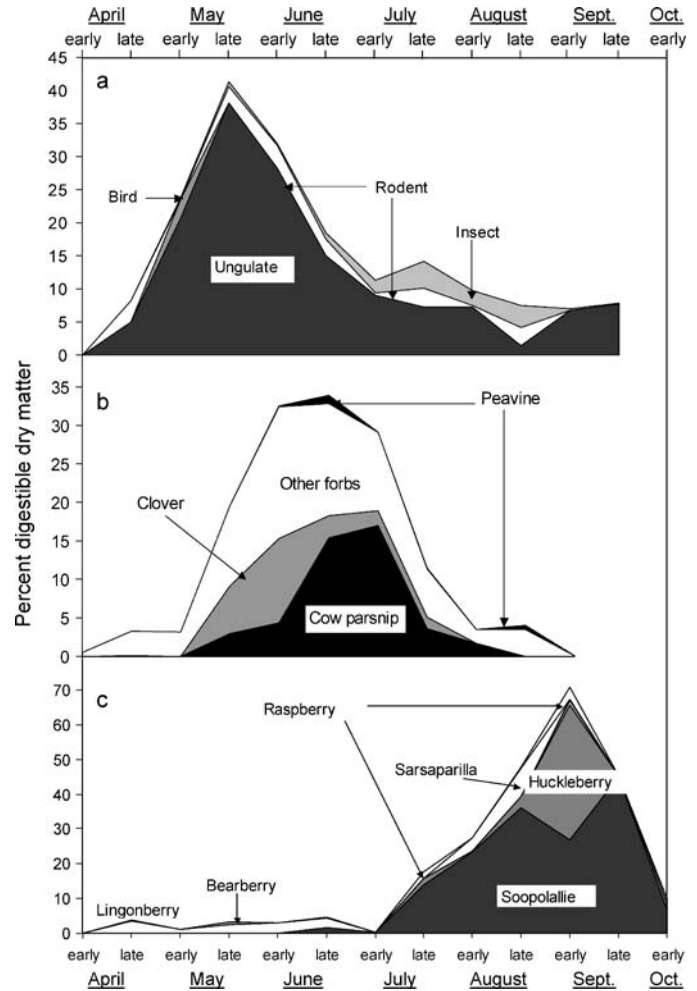 April May June July August Sept. Oct.
early late early late early late early late early late early late early
a
45
40
35
30
25
20
15
10
5
0
Bird
Rodent
Insect
Ungulate
Percent digestible dry matter
b
35
30
25
20
15
10
5
0
Peavine
Other forbs
Clover
Cow parsnip
c
70
60
50
40
30
20
10
0
Raspberry
Sarsaparilla
Huckleberry
Bearberry
Lingonberry
Soopolallie
early late early late early late early late early late early late early
April May June July August Sept. Oct.